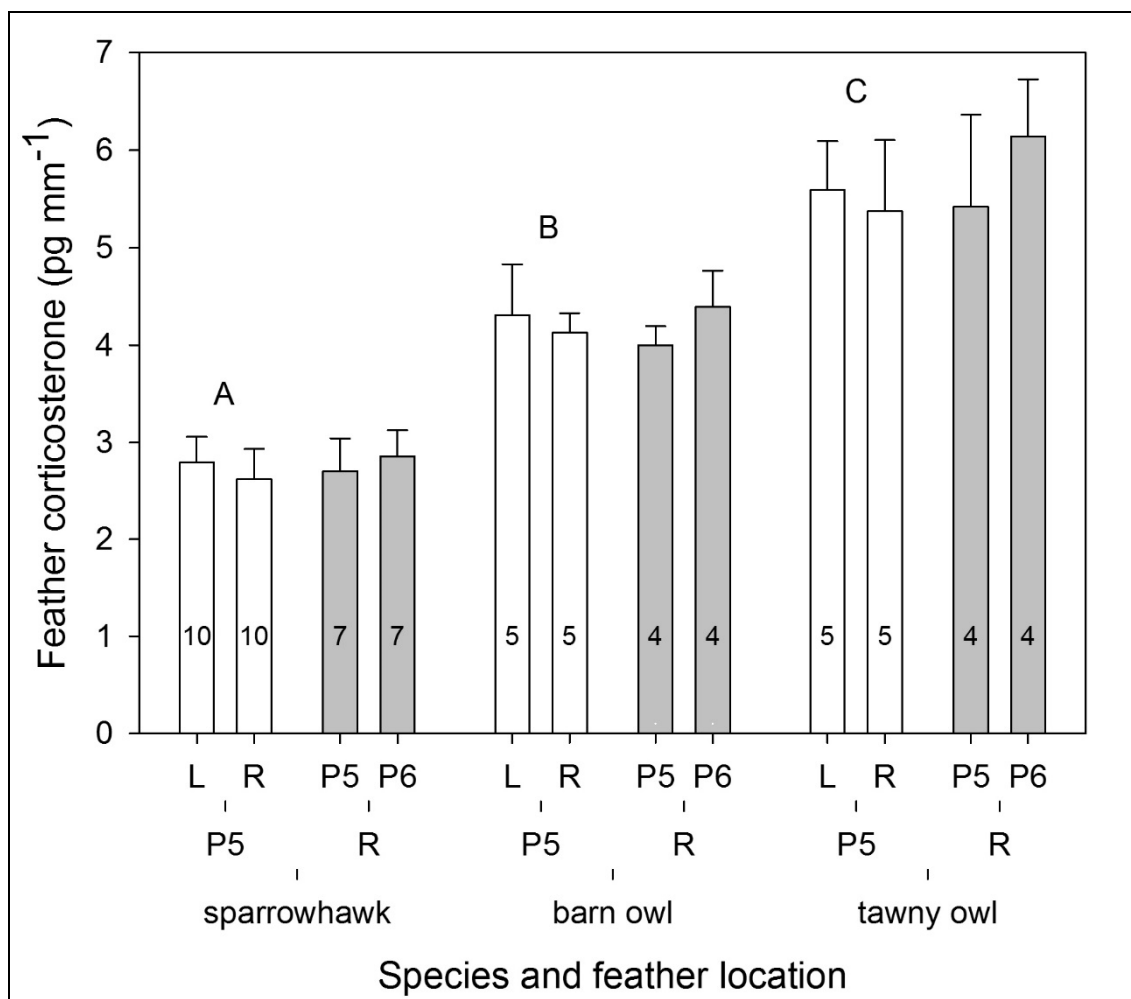 Feather corticosterone (pg mm⁻¹)
7
6
5
4
3
2
1
0
A
B
C
10 10 7 7 5 5 4 4 5 5 4 4
L R P5 P6 L R P5 P6 L R P5 P6
P5 R P5 R P5 R
sparrowhawk barn owl tawny owl
Species and feather location